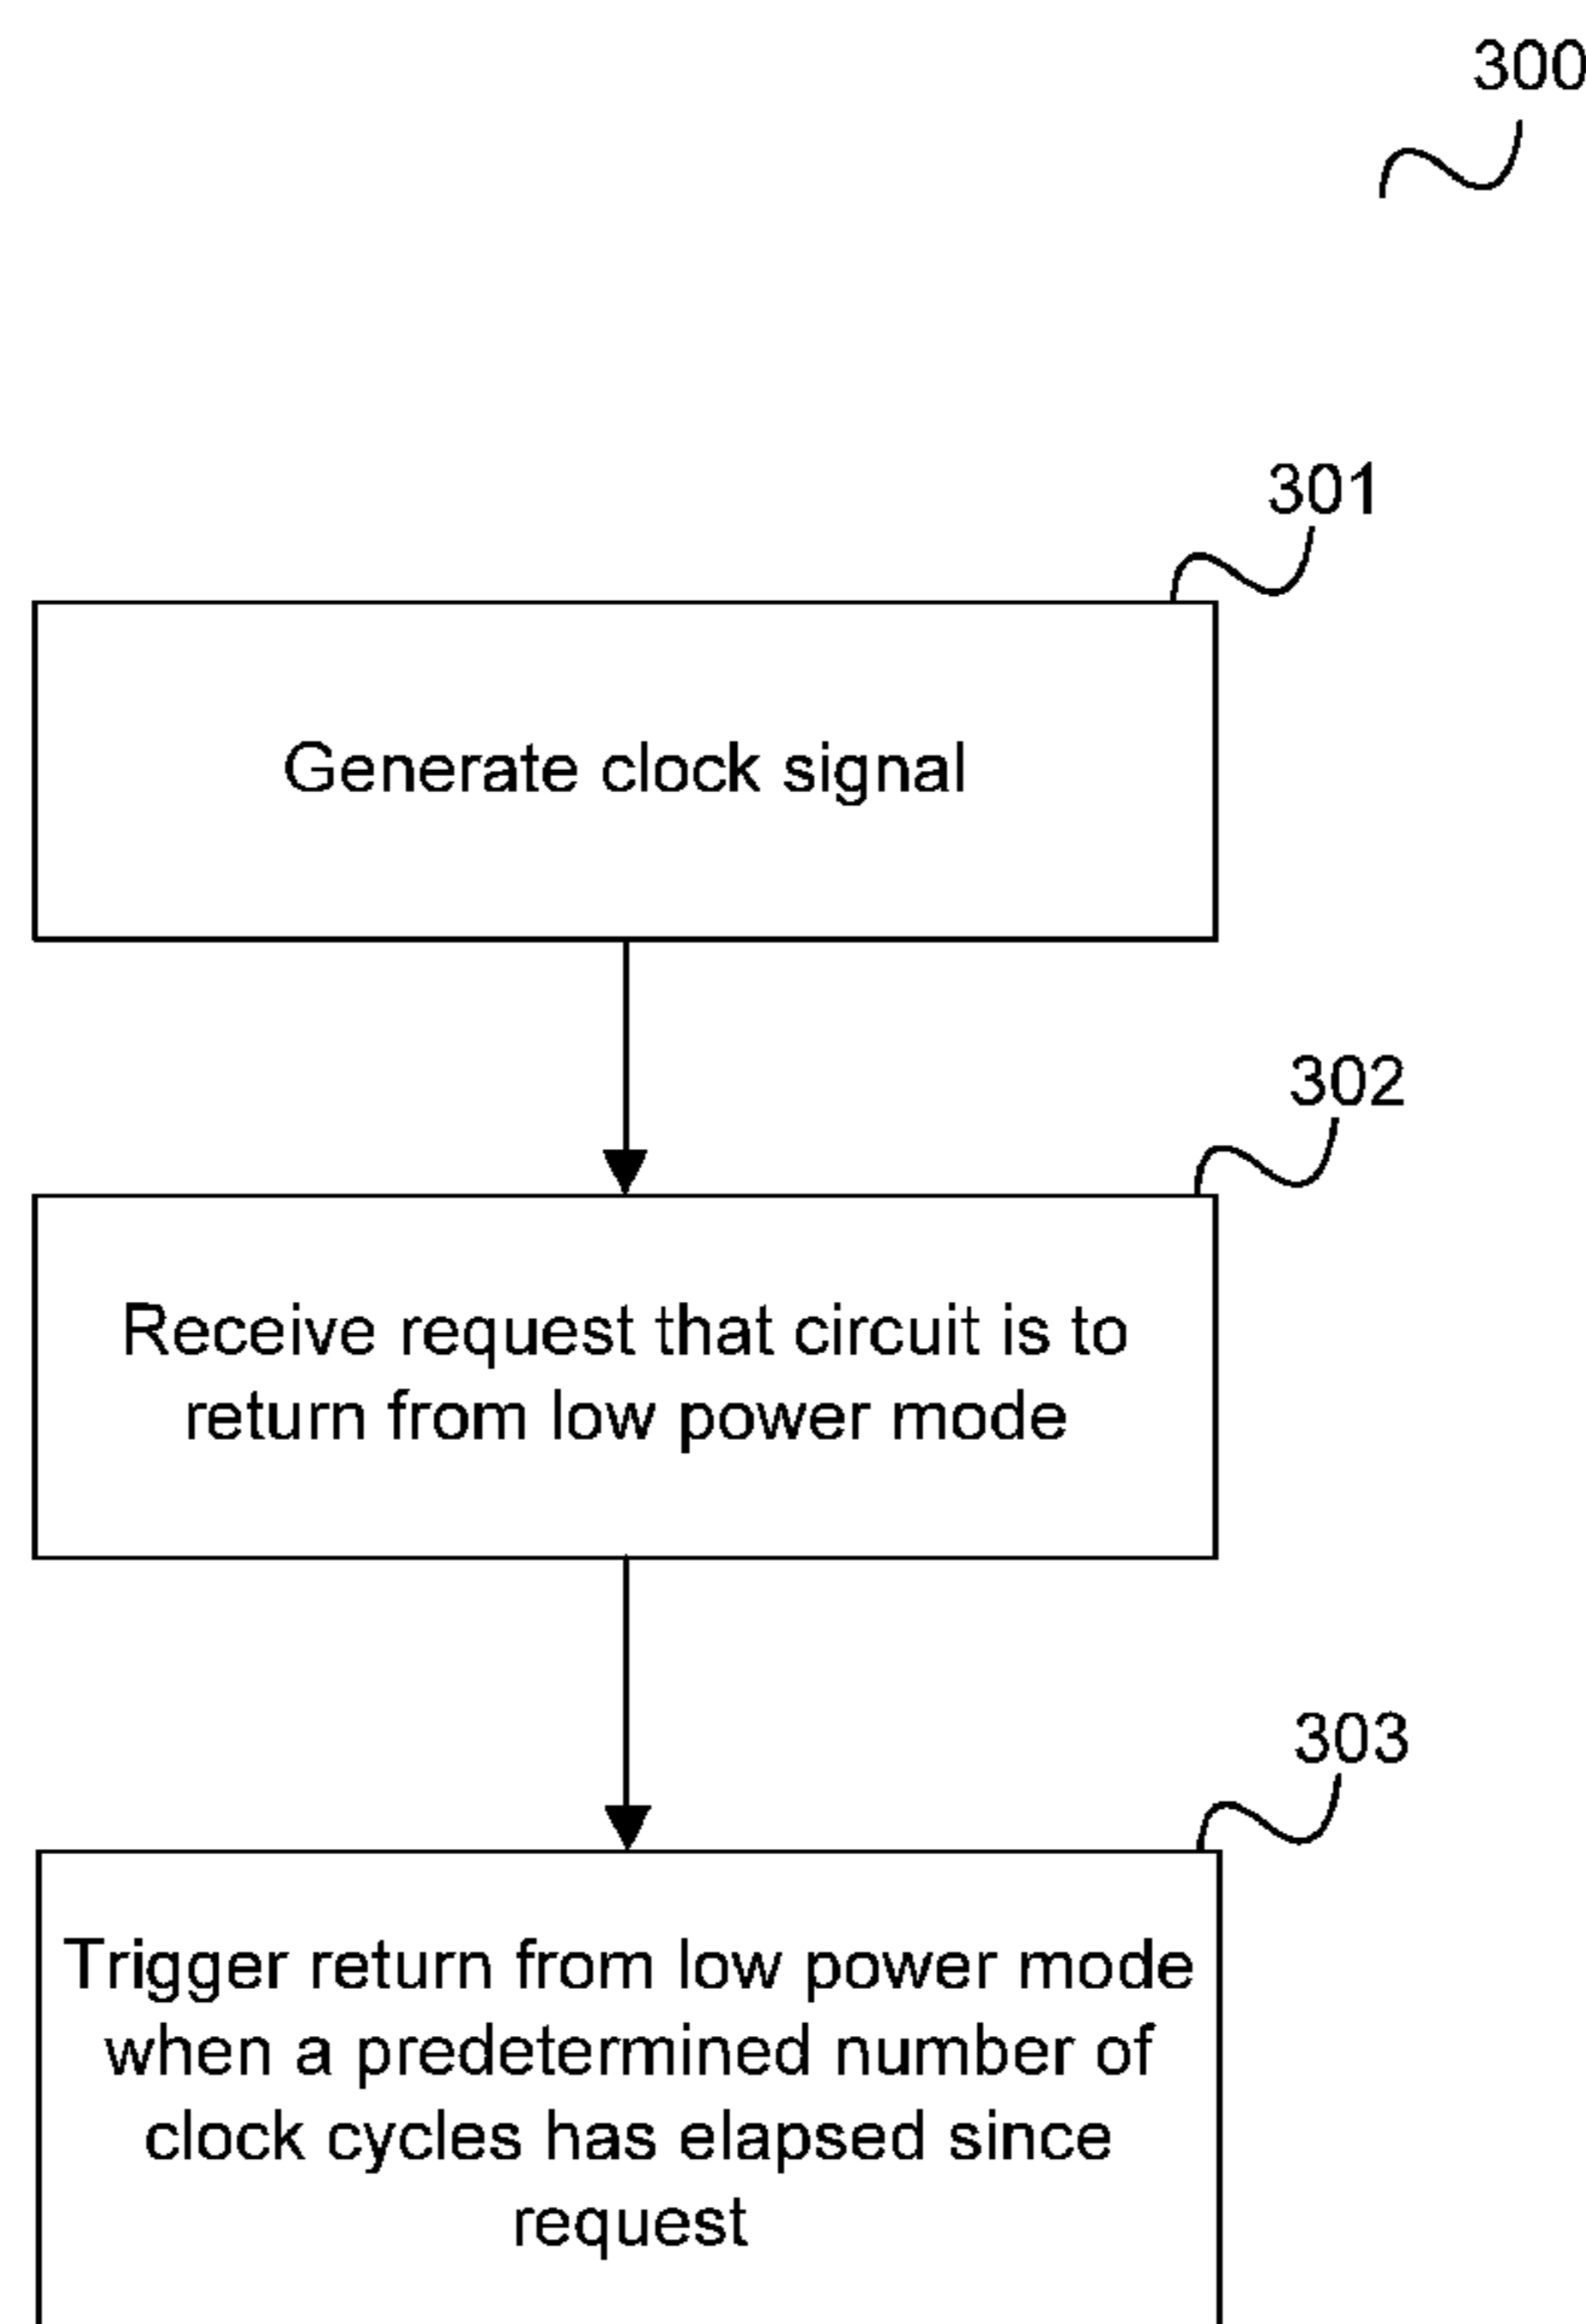 300
301
Generate clock signal
302
Receive request that circuit is to
return from low power mode
303
Trigger return from low power mode
when a predetermined number of
clock cycles has elapsed since
request